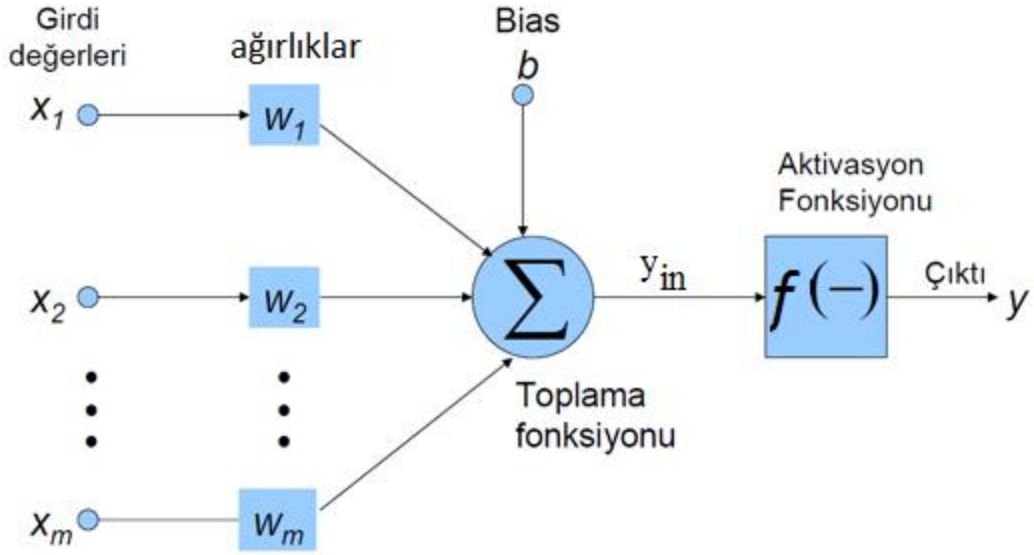 Girdi
değerleri
ağırlıklar
Bias
b
x1
w1
Aktivasyon
Fonksiyonu
x2
w2
∑
yin
f(−)
Çıktı
y
Toplama
fonksiyonu
xm
wm